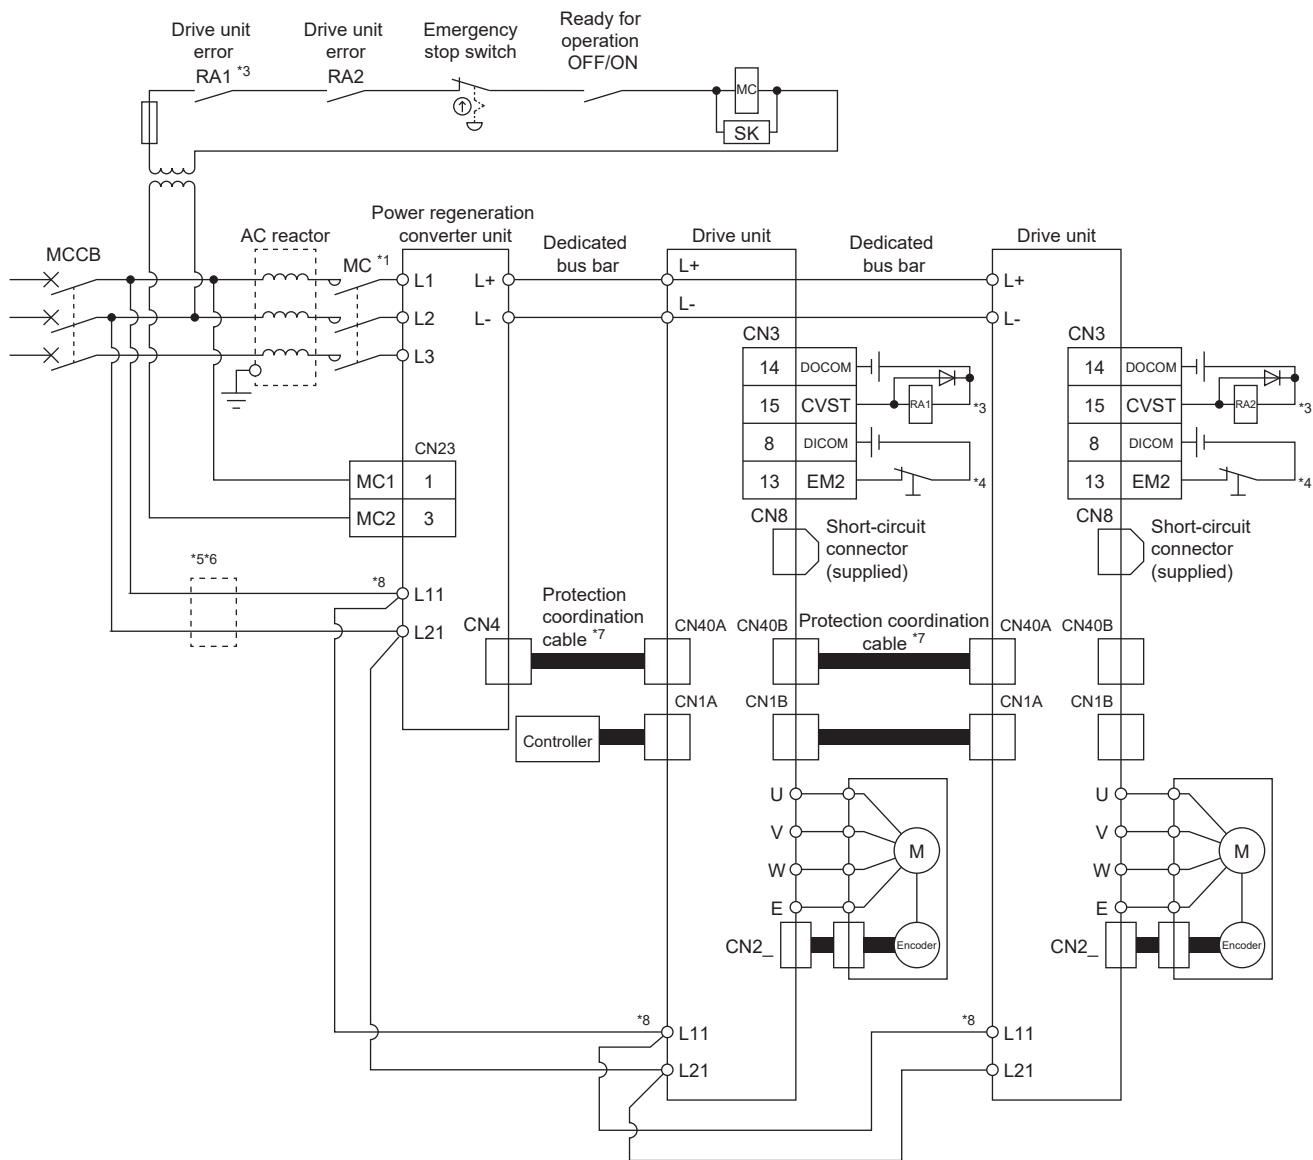 Drive unit
error
RA1 *3
Drive unit
error
RA2
Emergency
stop switch
Ready for
operation
OFF/ON
MC
SK
MCCB
AC reactor
MC *1
Power regeneration
converter unit
Dedicated
bus bar
Drive unit
Dedicated
bus bar
Drive unit
L1
L2
L3
L+
L-
L+
L-
L+
L-
CN23
MC1 1
MC2 3
CN3
14 DOCOM
15 CVST
8 DICOM
13 EM2
RA1
*3
*4
CN3
14 DOCOM
15 CVST
8 DICOM
13 EM2
RA2
*3
*4
CN8
Short-circuit
connector
(supplied)
CN8
Short-circuit
connector
(supplied)
*5*6
*8
L11
L21
CN4
Protection
coordination
cable *7
CN40A
CN40B
Protection coordination
cable *7
CN40A
CN40B
Controller
CN1A
CN1B
CN1A
CN1B
U
V
W
E
M
Encoder
CN2_
U
V
W
E
M
Encoder
CN2_
*8
L11
L21
*8
L11
L21